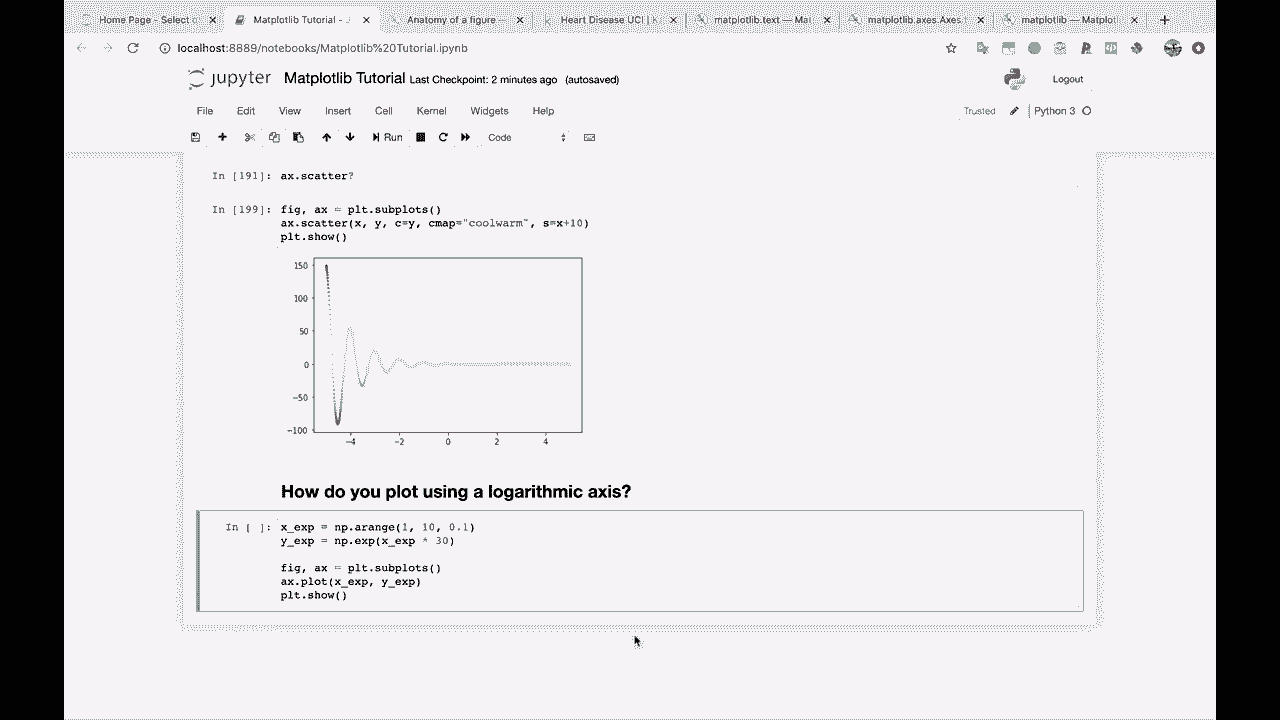 Home Page - Select o
Matplotlib Tutorial - J
Anatomy of a figure —
Heart Disease UCI | K
matplotlib.text — Mat
matplotlib.axes.Axes
matplotlib — Matplot
localhost:8889/notebooks/Matplotlib%20Tutorial.ipynb
jupyter Matplotlib Tutorial Last Checkpoint: 2 minutes ago (autosaved)
Logout
File Edit View Insert Cell Kernel Widgets Help
Trusted Python 3
Run Code
In [191]: ax.scatter?
In [199]: fig, ax = plt.subplots()
ax.scatter(x, y, c=y, cmap="coolwarm", s=x+10)
plt.show()
150
100
50
0
−50
−100
−4 −2 0 2 4
How do you plot using a logarithmic axis?
In [ ]: x_exp = np.arange(1, 10, 0.1)
y_exp = np.exp(x_exp * 30)
fig, ax = plt.subplots()
ax.plot(x_exp, y_exp)
plt.show()